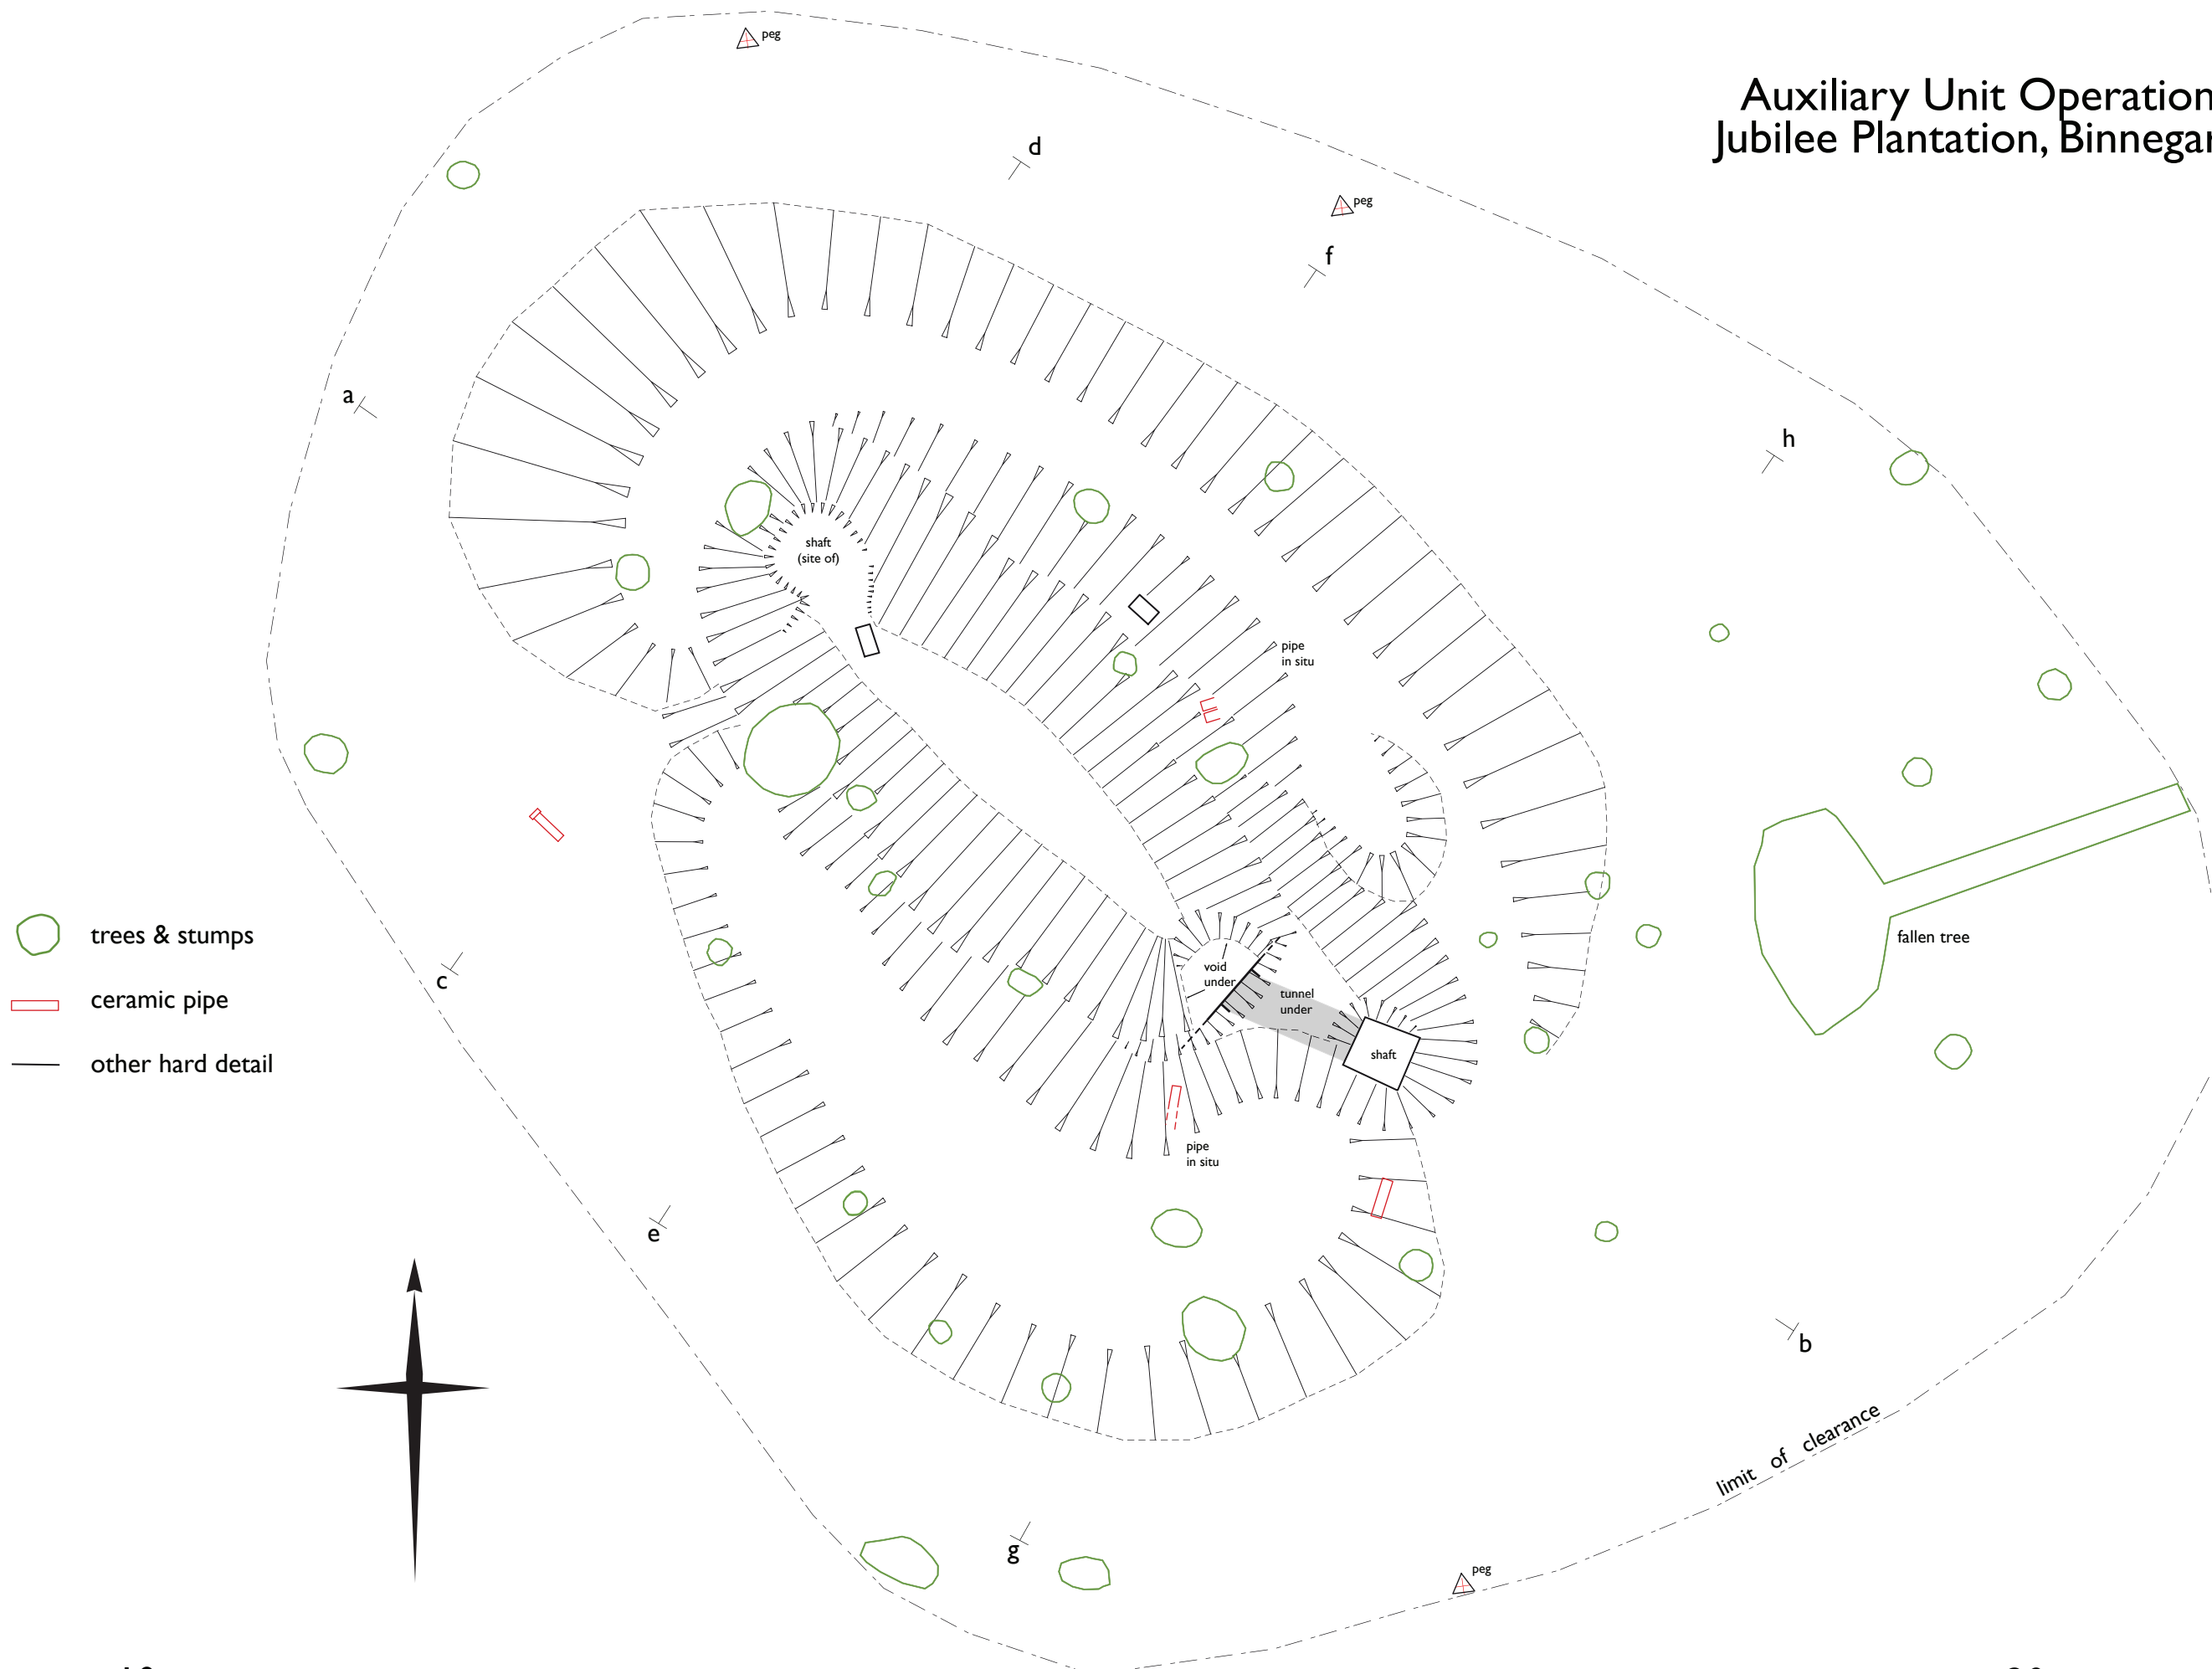 peg
Auxiliary Unit Operation
Jubilee Plantation, Binnegar
d
peg
f
a
h
shaft
(site of)
pipe
in situ
trees & stumps
fallen tree
void
under
c
tunnel
under
ceramic pipe
shaft
other hard detail
pipe
in situ
e
b
limit of clearance
g
peg